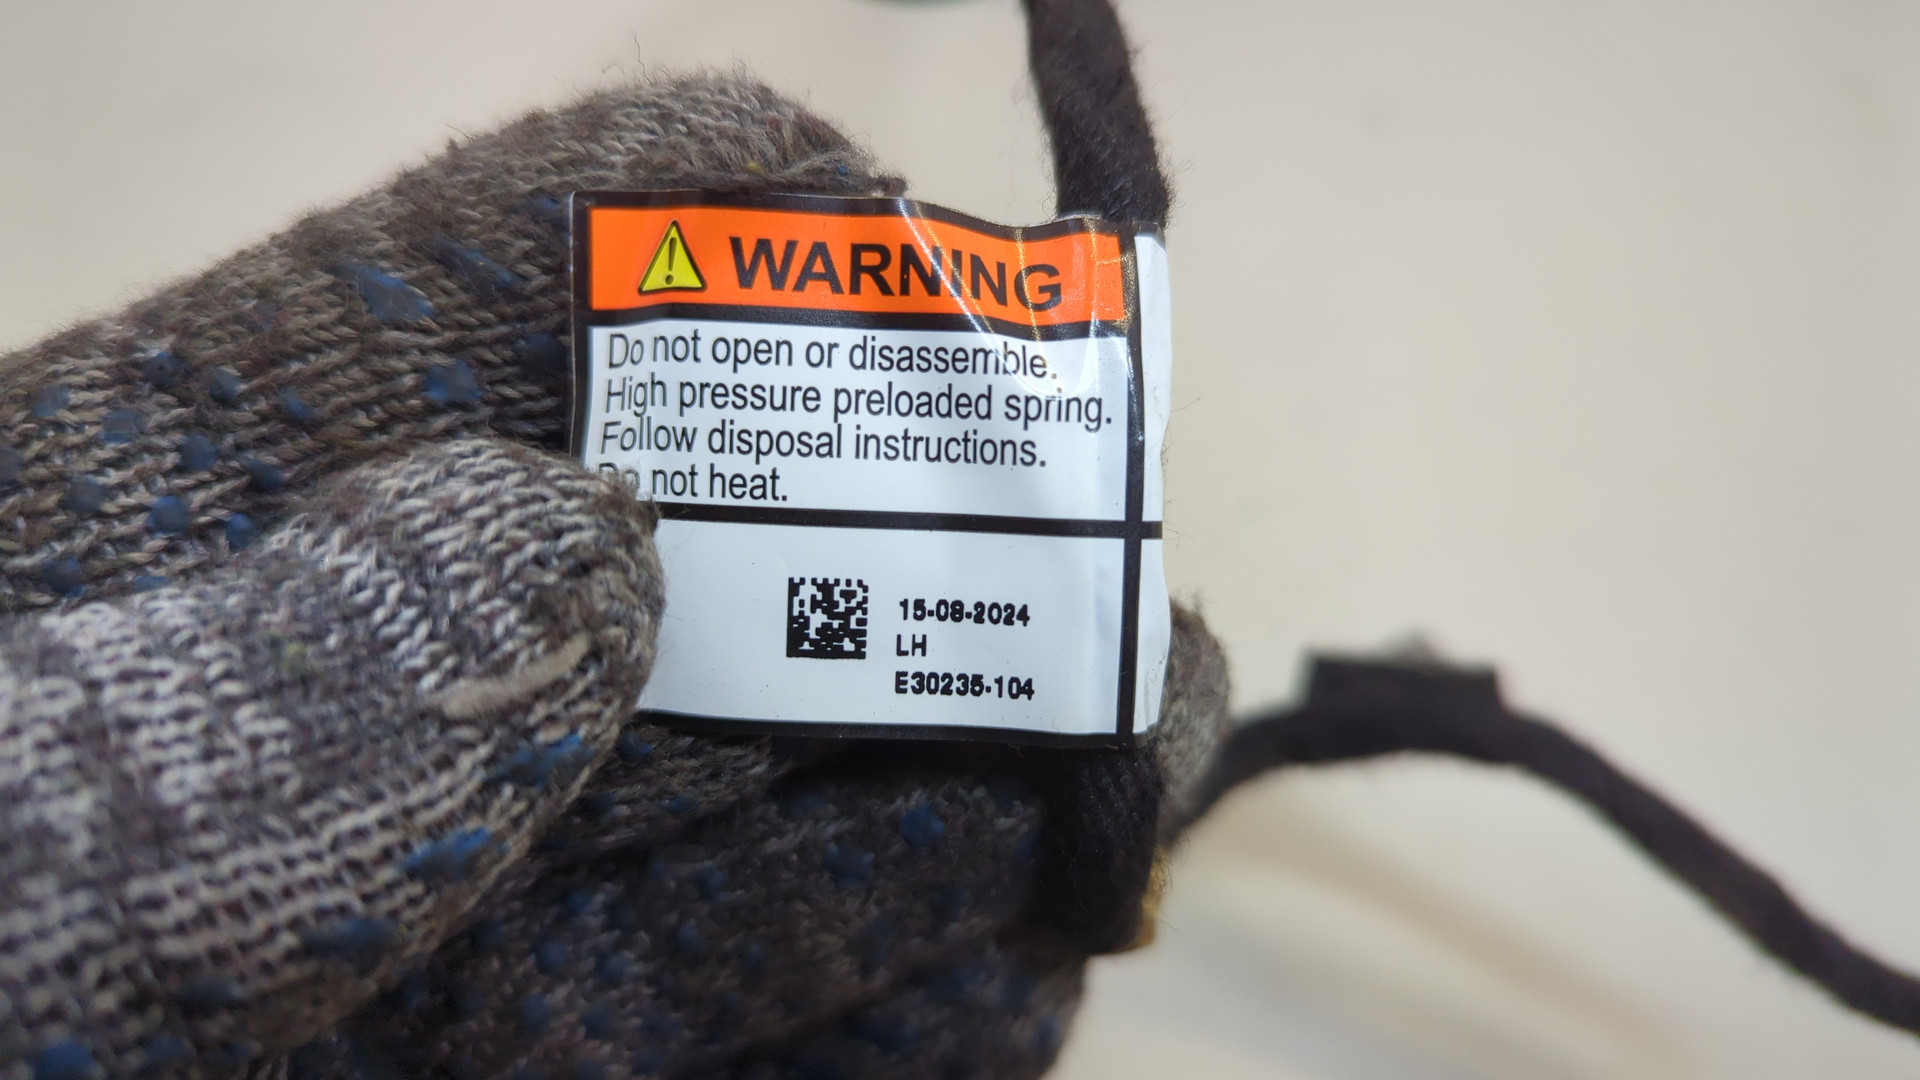 WARNING
Do not open or disassemble.
High pressure preloaded spring.
Follow disposal instructions.
Do not heat.
15-08-2024
LH
E30235-104